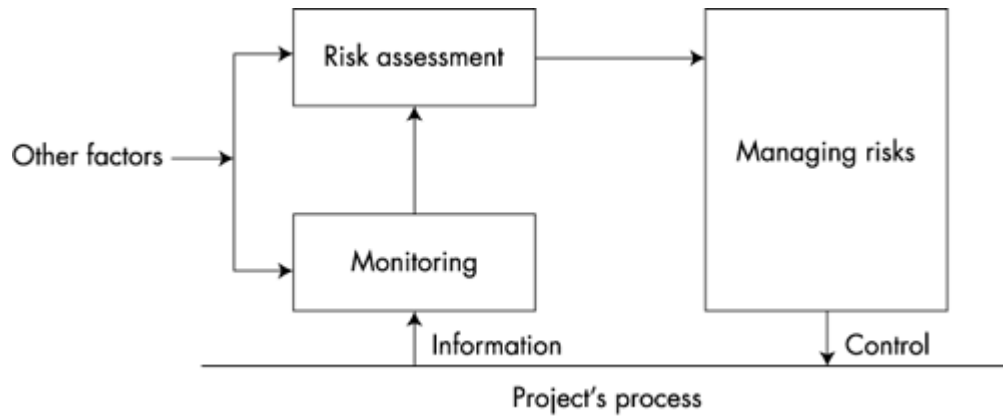 Risk assessment
Managing risks
Other factors
Monitoring
Information
Control
Project's process